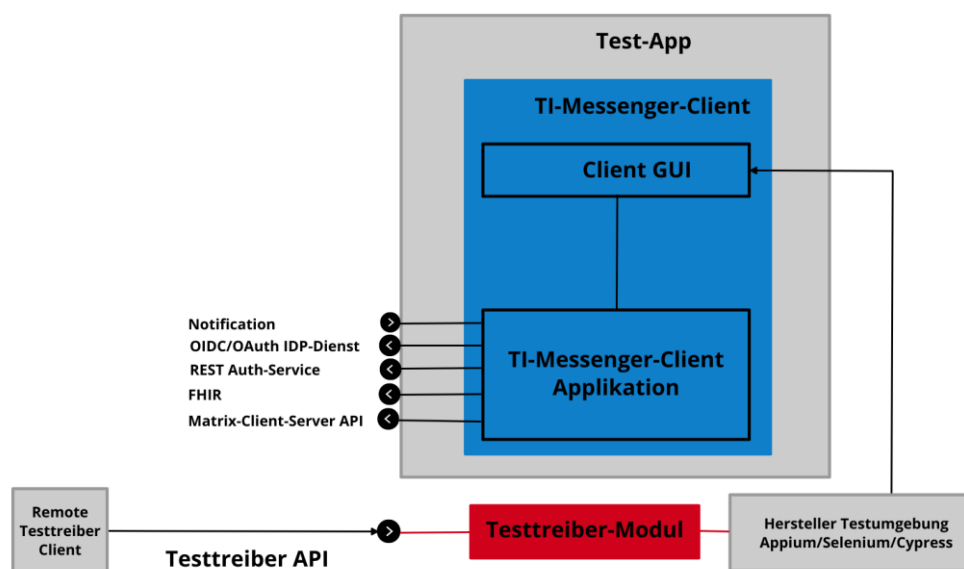 Test-App
TI-Messenger-Client
Client GUI
Notification
OIDC/OAuth IDP-Dienst
REST Auth-Service
FHIR
Matrix-Client-Server API
TI-Messenger-Client
Applikation
Remote
Testtreiber
Client
Testtreiber API
Testtreiber-Modul
Hersteller Testumgebung
Appium/Selenium/Cypress